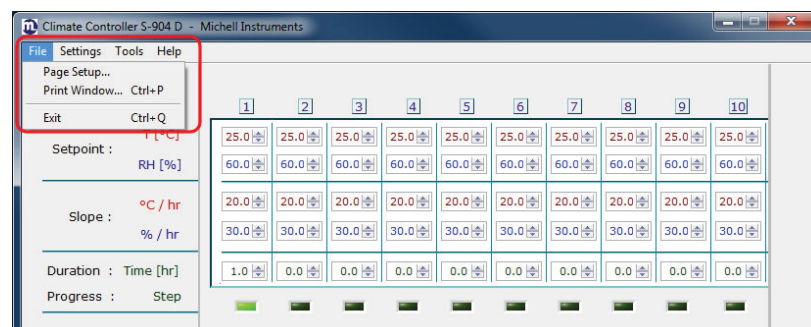 Climate Controller S-904 D - Michell Instruments
File Settings Tools Help
Page Setup...
Print Window... Ctrl+P
Exit Ctrl+Q
1 2 3 4 5 6 7 8 9 10
T [°C] 25.0 25.0 25.0 25.0 25.0 25.0 25.0 25.0 25.0 25.0
Setpoint :
RH [%] 60.0 60.0 60.0 60.0 60.0 60.0 60.0 60.0 60.0 60.0
°C / hr 20.0 20.0 20.0 20.0 20.0 20.0 20.0 20.0 20.0 20.0
Slope :
% / hr 30.0 30.0 30.0 30.0 30.0 30.0 30.0 30.0 30.0 30.0
Duration : Time [hr] 1.0 0.0 0.0 0.0 0.0 0.0 0.0 0.0 0.0 0.0
Progress : Step